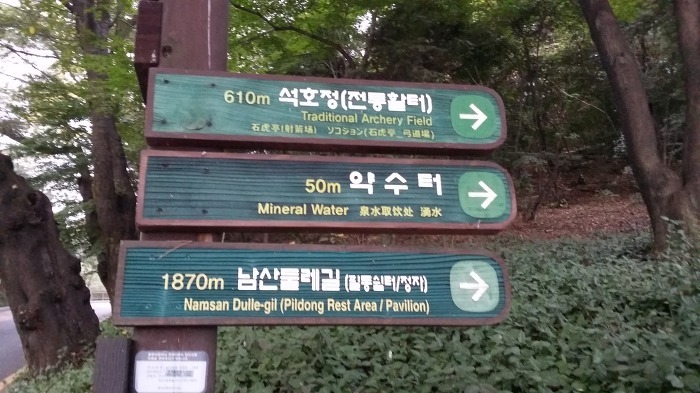 610m 석호정(전통활터)
Traditional Archery Field
石虎亭(射箭場) ソコジョン(石虎亭_弓道場)
50m 약수터
Mineral Water 泉水取饮处 湧水
1870m 남산둘레길 (필동쉼터/정자)
Namsan Dulle-gil (Pildong Rest Area / Pavilion)